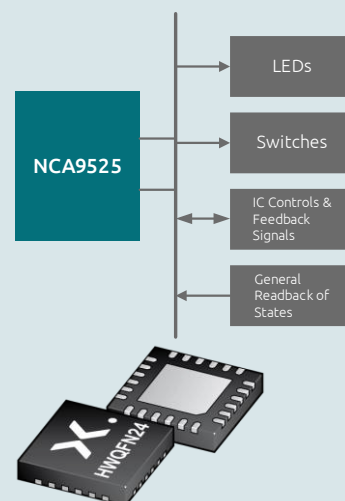 LEDs
NCA9525
Switches
IC Controls &
Feedback
Signals
General
Readback of
States
HWQFN24